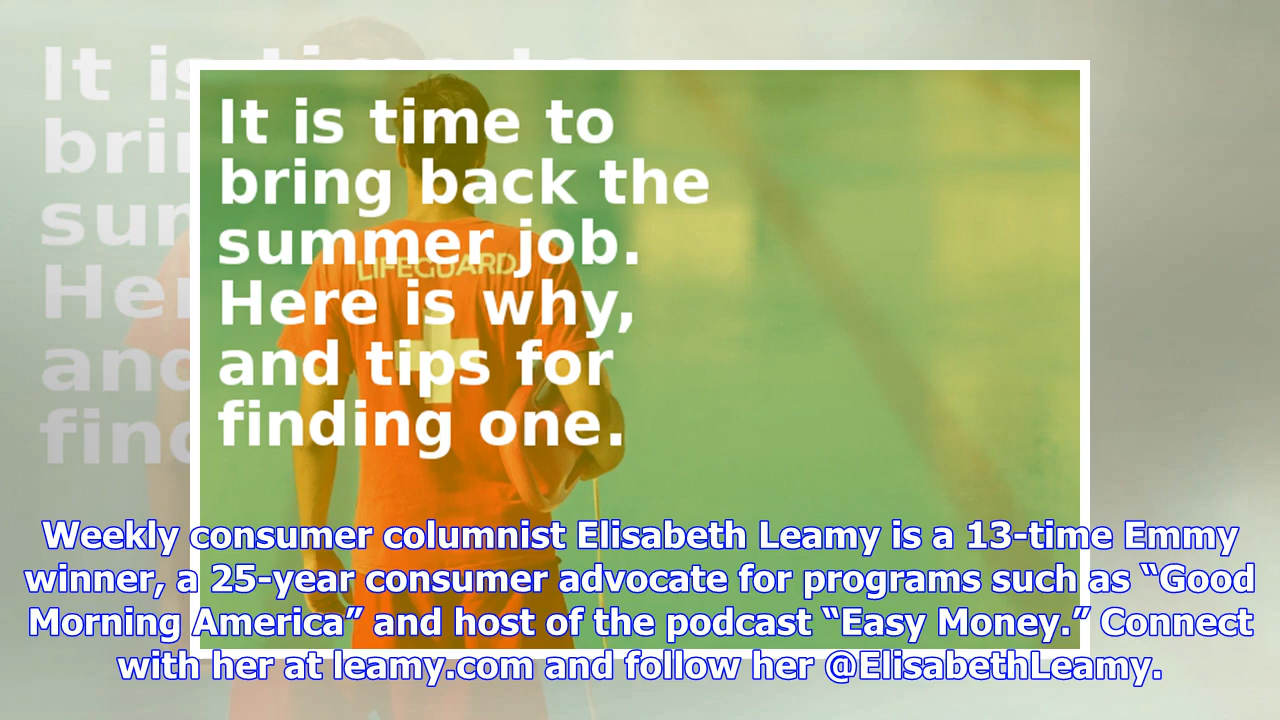 It is time to
bring back the
summer job.
Here is why,
and tips for
finding one.
LIFEGUARD
Weekly consumer columnist Elisabeth Leamy is a 13-time Emmy
winner, a 25-year consumer advocate for programs such as “Good
Morning America” and host of the podcast “Easy Money.” Connect
with her at leamy.com and follow her @ElisabethLeamy.